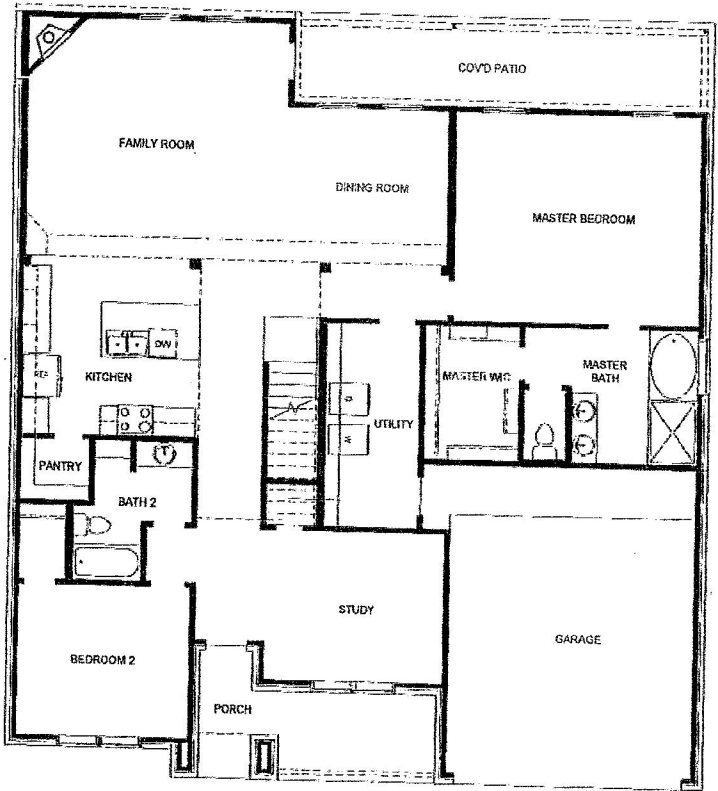 COV'D PATIO
FAMILY ROOM
DINING ROOM
MASTER BEDROOM
DW
KITCHEN
REF
MASTER WIC
MASTER
BATH
D
UTILITY
W
PANTRY
BATH 2
STUDY
GARAGE
BEDROOM 2
PORCH